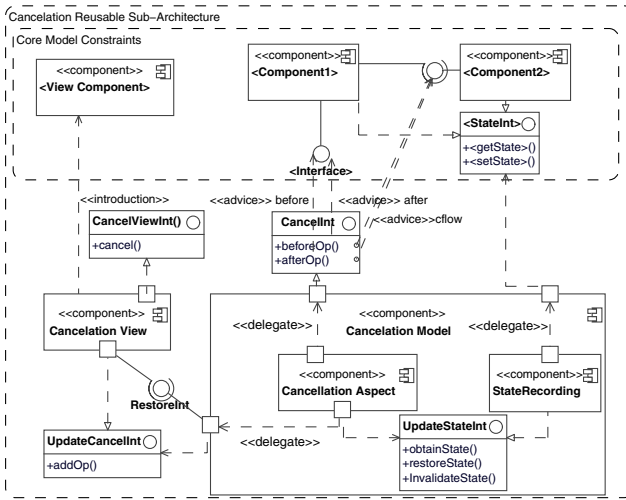 Cancelation Reusable Sub-Architecture
Core Model Constraints
<<component>>
<View Component>
<<component>>
<Component1>
<<component>>
<Component2>
<StateInt>
+<getState>()
+<setState>()
<Interface>
<<introduction>>
<<advice>> before
<<advice>> after
<<advice>>cflow
CancelViewInt()
+cancel()
CancelInt
+beforeOp()
+afterOp()
<<component>>
Cancelation View
<<component>>
Cancelation Model
<<delegate>>
<<delegate>>
<<component>>
Cancellation Aspect
<<component>>
StateRecording
RestoreInt
<<delegate>>
UpdateCancelInt
+addOp()
UpdateStateInt
+obtainState()
+restoreState()
+InvalidateState()